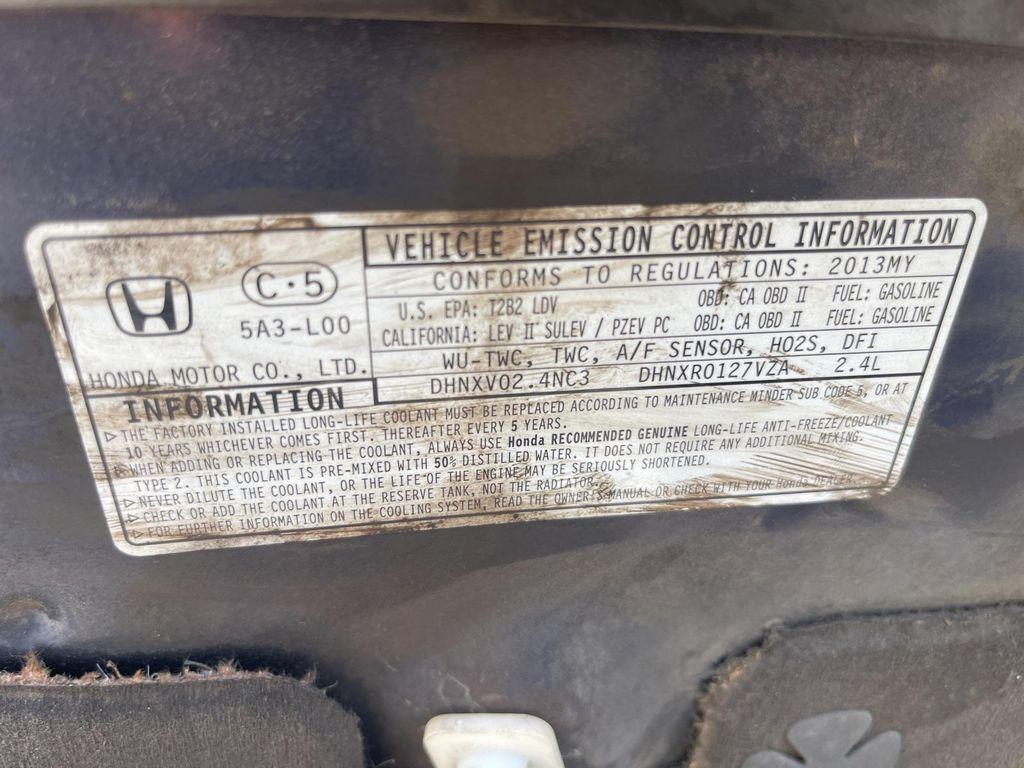 VEHICLE EMISSION CONTROL INFORMATION
CONFORMS TO REGULATIONS: 2013MY
U.S. EPA: T2B2 LDV OBD: CA OBD II FUEL: GASOLINE
CALIFORNIA: LEV II SULEV / PZEV PC OBD: CA OBD II FUEL: GASOLINE
WU-TWC, TWC, A/F SENSOR, HO2S, DFI
DHNXV02.4NC3 DHNXR0127VZA 2.4L
C·5
5A3-L00
HONDA MOTOR CO., LTD.
INFORMATION
▷THE FACTORY INSTALLED LONG-LIFE COOLANT MUST BE REPLACED ACCORDING TO MAINTENANCE MINDER SUB CODE 5, OR AT
10 YEARS WHICHEVER COMES FIRST. THEREAFTER EVERY 5 YEARS.
▷WHEN ADDING OR REPLACING THE COOLANT, ALWAYS USE Honda RECOMMENDED GENUINE LONG-LIFE ANTI-FREEZE/COOLANT
TYPE 2. THIS COOLANT IS PRE-MIXED WITH 50% DISTILLED WATER. IT DOES NOT REQUIRE ANY ADDITIONAL MIXING.
▷NEVER DILUTE THE COOLANT, OR THE LIFE OF THE ENGINE MAY BE SERIOUSLY SHORTENED.
▷CHECK OR ADD THE COOLANT AT THE RESERVE TANK, NOT THE RADIATOR.
▷FOR FURTHER INFORMATION ON THE COOLING SYSTEM, READ THE OWNER'S MANUAL OR CHECK WITH YOUR Honda DEALER.